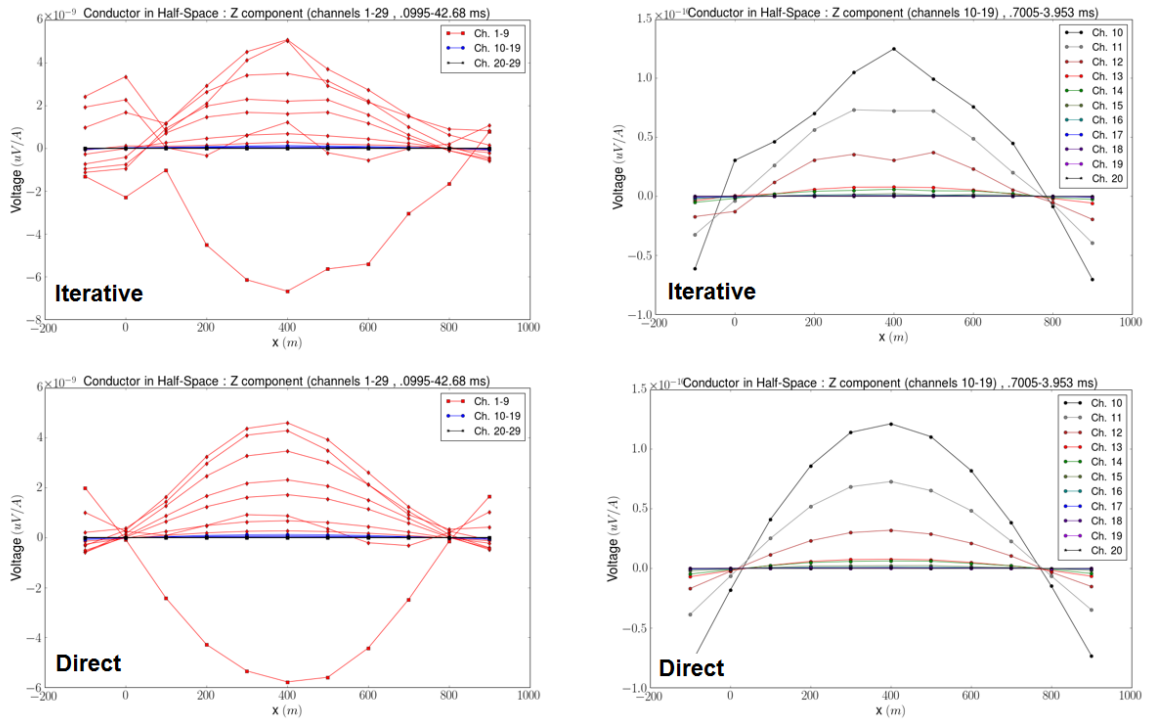 Conductor in Half-Space : Z component (channels 1-29 , .0995-42.68 ms)
6 ×10⁻⁹
4
2
0
−2
−4
−6
−8
Voltage (uV/A)
Ch. 1-9
Ch. 10-19
Ch. 20-29
Iterative
−200
0
200
400
600
800
1000
x (m)
Conductor in Half-Space : Z component (channels 10-19) , .7005-3.953 ms)
1.0
0.5
0.0
−0.5
−1.0
Voltage (uV/A)
Ch. 10
Ch. 11
Ch. 12
Ch. 13
Ch. 14
Ch. 15
Ch. 16
Ch. 17
Ch. 18
Ch. 19
Ch. 20
Iterative
−200
0
200
400
600
800
1000
x (m)
Conductor in Half-Space : Z component (channels 1-29 , .0995-42.68 ms)
6 ×10⁻⁹
4
2
0
−2
−4
−6
Voltage (uV/A)
Ch. 1-9
Ch. 10-19
Ch. 20-29
Direct
−200
0
200
400
600
800
1000
x (m)
Conductor in Half-Space : Z component (channels 10-19) , .7005-3.953 ms)
1.0
0.5
0.0
−0.5
−1.0
Voltage (uV/A)
Ch. 10
Ch. 11
Ch. 12
Ch. 13
Ch. 14
Ch. 15
Ch. 16
Ch. 17
Ch. 18
Ch. 19
Ch. 20
Direct
−200
0
200
400
600
800
1000
x (m)